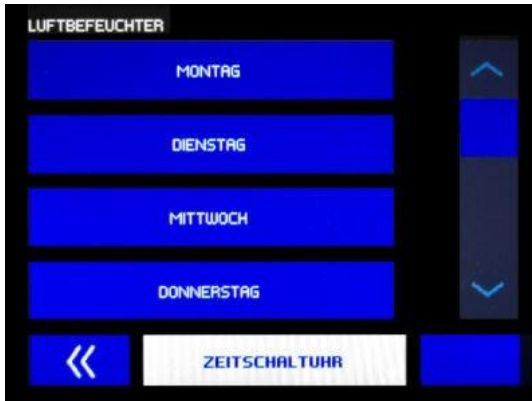 LUFTBEFEUCHTER
MONTAG
DIENSTAG
MITTWOCH
DONNERSTAG
ZEITSCHALTUHR